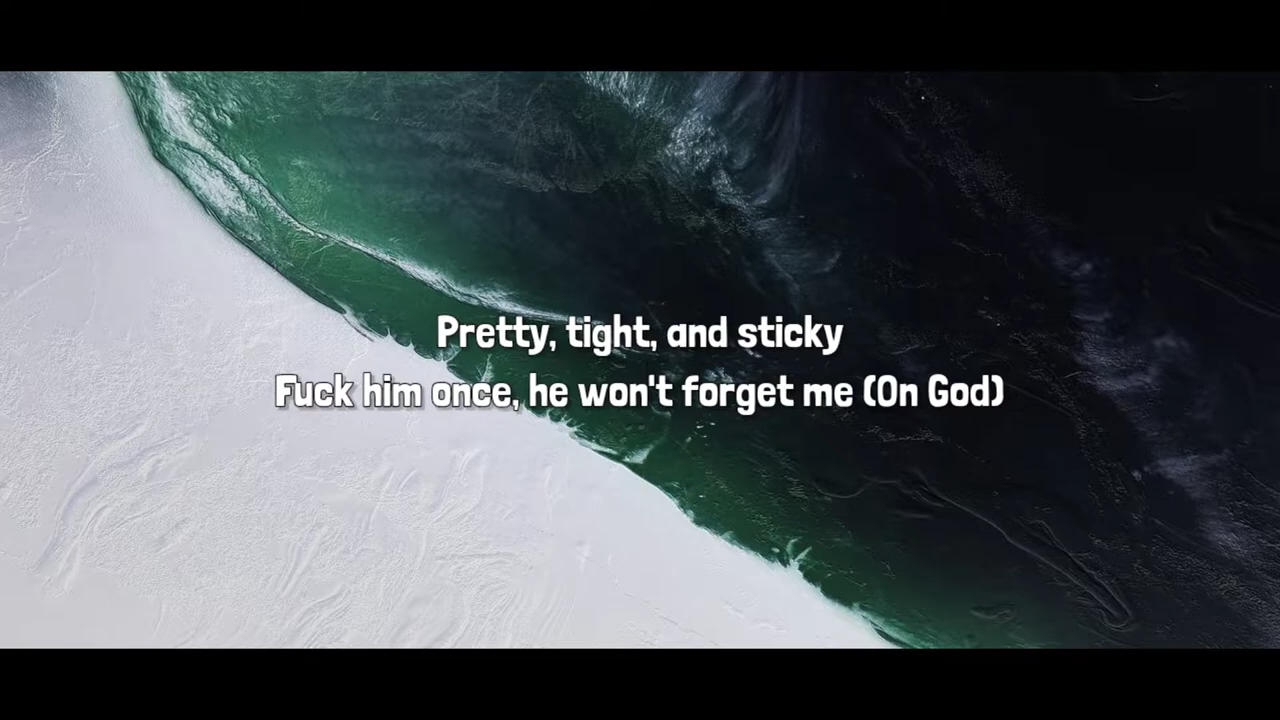 Pretty, tight, and sticky
Fuck him once, he won't forget me (On God)